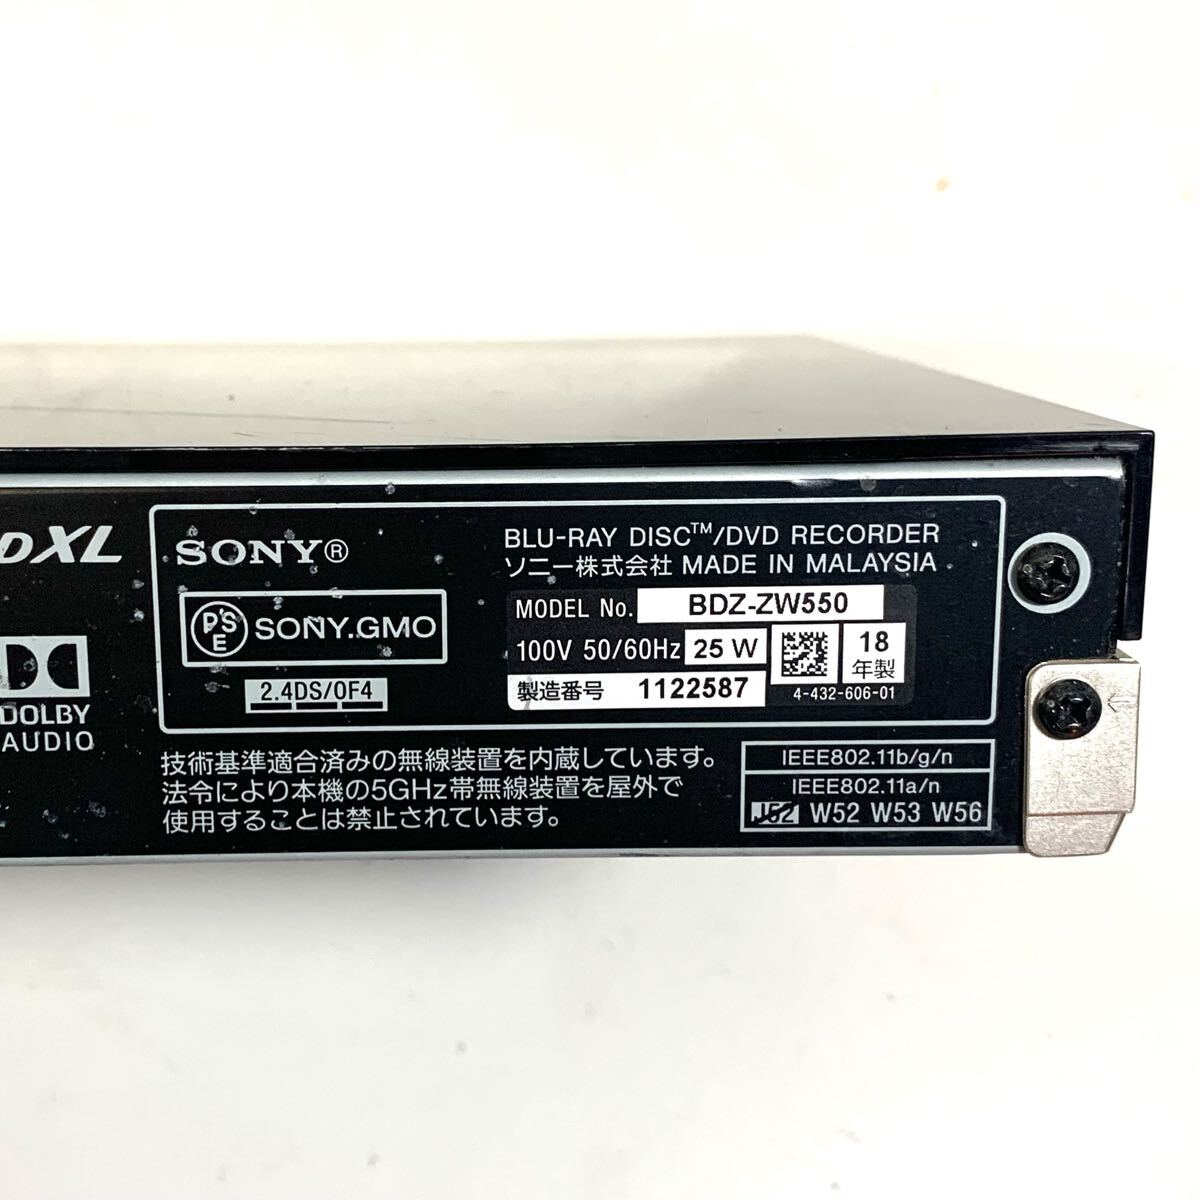 XL
DOLBY
AUDIO
SONY®
PSE SONY.GMO
2.4DS/OF4
BLU-RAY DISC™/DVD RECORDER
ソニー株式会社 MADE IN MALAYSIA
MODEL No. BDZ-ZW550
100V 50/60Hz 25 W
18
年製
製造番号 1122587
4-432-606-01
技術基準適合済みの無線装置を内蔵しています。
法令により本機の5GHz帯無線装置を屋外で
使用することは禁止されています。
IEEE802.11b/g/n
IEEE802.11a/n
J52 W52 W53 W56